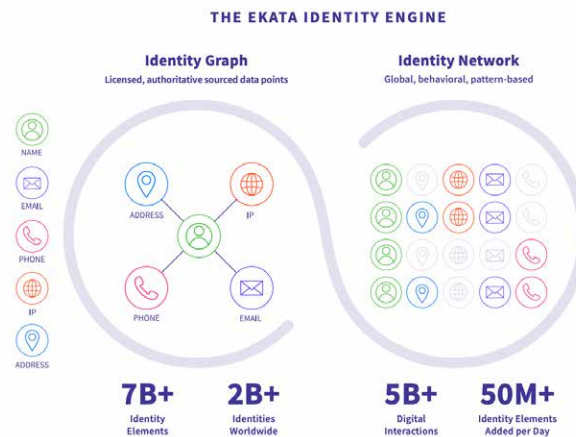 THE EKATA IDENTITY ENGINE
Identity Graph
Licensed, authoritative sourced data points
Identity Network
Global, behavioral, pattern-based
NAME
EMAIL
PHONE
IP
ADDRESS
ADDRESS
IP
PHONE
EMAIL
7B+
Identity
Elements
2B+
Identities
Worldwide
5B+
Digital
Interactions
50M+
Identity Elements
Added per Day